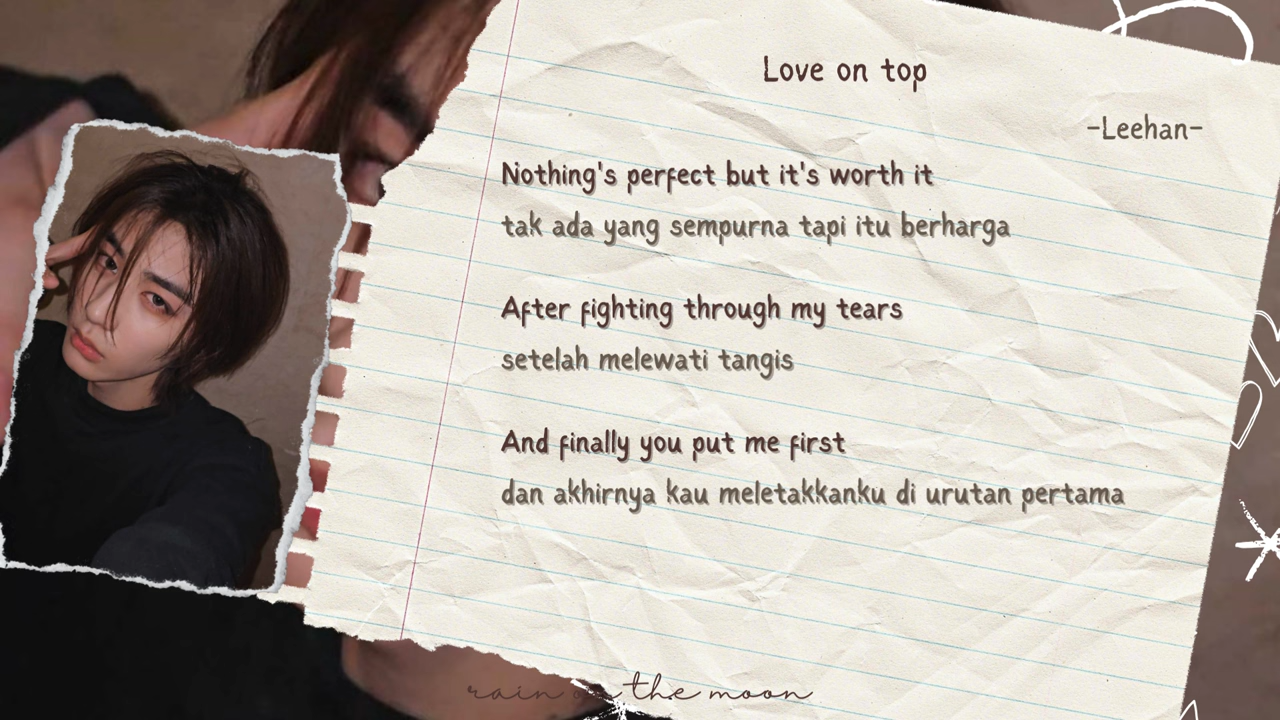 Love on top
-Leehan-
Nothing's perfect but it's worth it
tak ada yang sempurna tapi itu berharga
After fighting through my tears
setelah melewati tangis
And finally you put me first
dan akhirnya kau meletakkanku di urutan pertama
rain on the moon